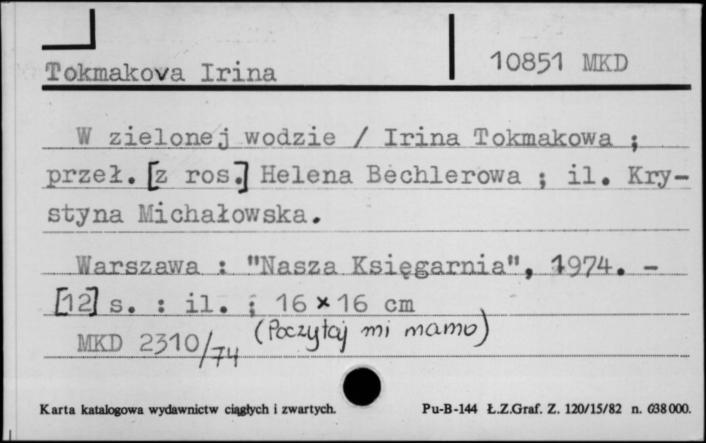 Tokmakova Irina 10851 MKD
W zielonej wodzie / Irina Tokmakowa ;
przeł. [z ros.] Helena Bechlerowa ; il. Kry-
styna Michałowska.
Warszawa : "Nasza Księgarnia", 1974. -
[12] s. : il. ; 16 x 16 cm
MKD 2310/74 (Poczytaj mi mamo)
Karta katalogowa wydawnictw ciągłych i zwartych. Pu-B-144 Ł.Z.Graf. Z. 120/15/82 n. 638000.